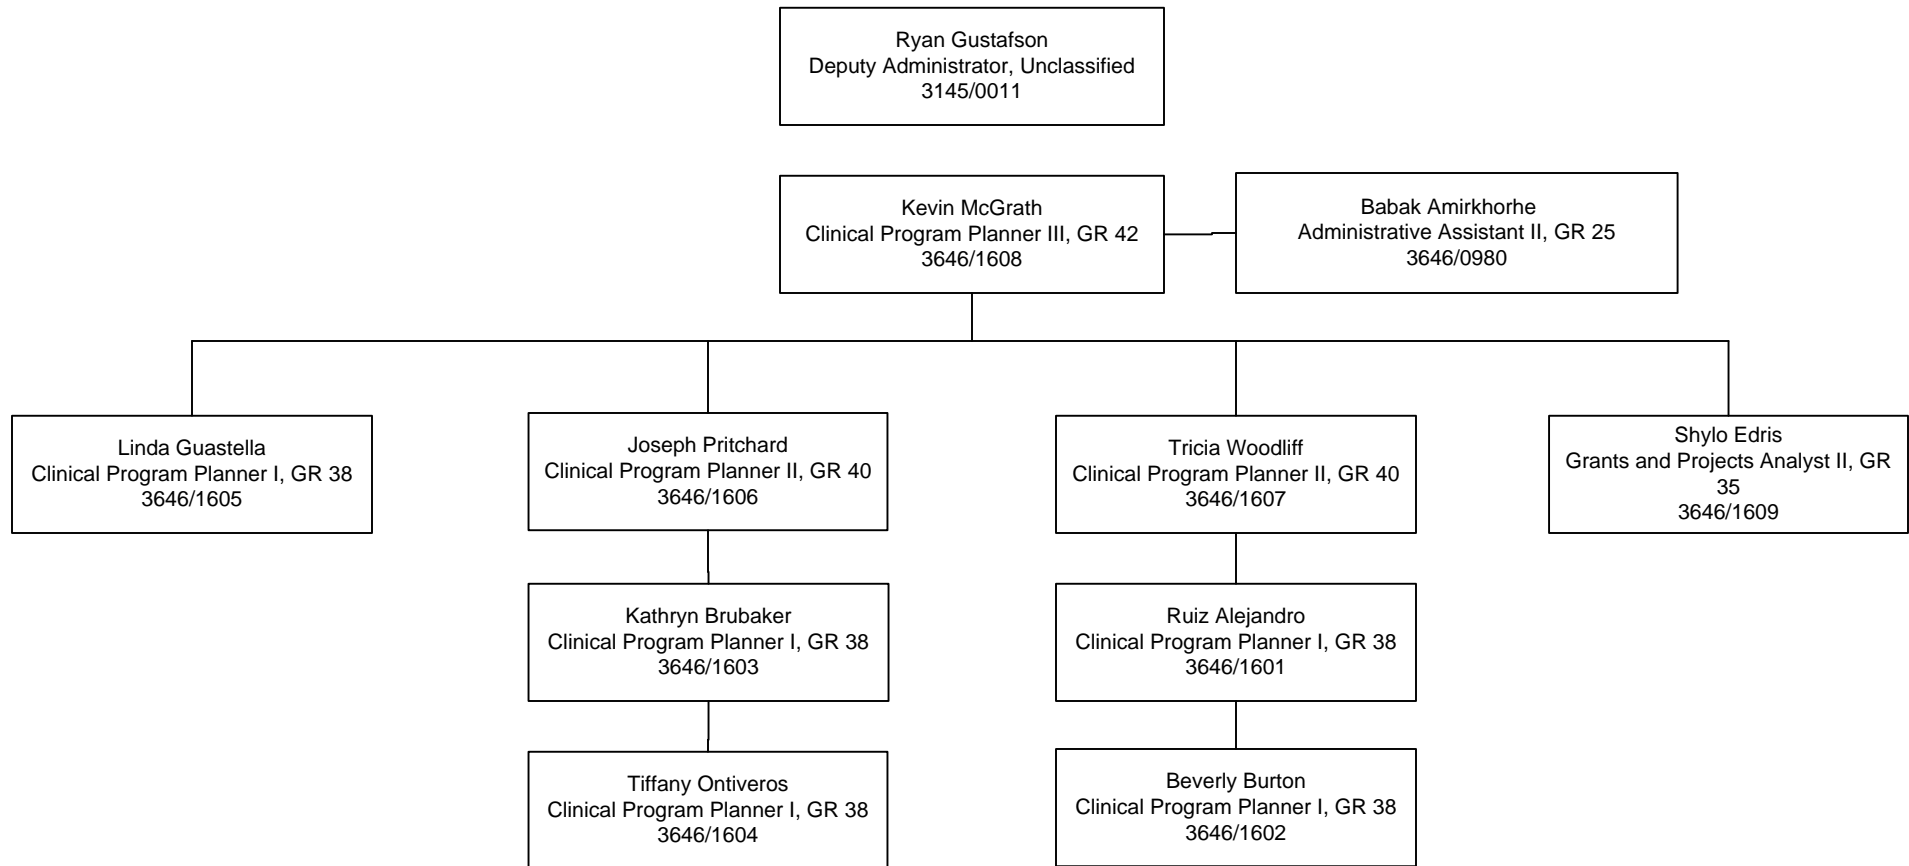 Ryan Gustafson
Deputy Administrator, Unclassified
3145/0011
Kevin McGrath
Clinical Program Planner III, GR 42
3646/1608
Babak Amirkhorhe
Administrative Assistant II, GR 25
3646/0980
Linda Guastella
Clinical Program Planner I, GR 38
3646/1605
Joseph Pritchard
Clinical Program Planner II, GR 40
3646/1606
Tricia Woodliff
Clinical Program Planner II, GR 40
3646/1607
Shylo Edris
Grants and Projects Analyst II, GR
35
3646/1609
Kathryn Brubaker
Clinical Program Planner I, GR 38
3646/1603
Ruiz Alejandro
Clinical Program Planner I, GR 38
3646/1601
Tiffany Ontiveros
Clinical Program Planner I, GR 38
3646/1604
Beverly Burton
Clinical Program Planner I, GR 38
3646/1602